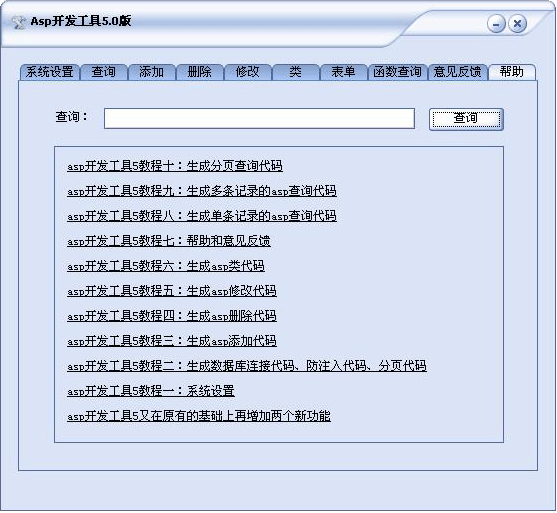 Asp开发工具5.0版
系统设置 查询 添加 删除 修改 类 表单 函数查询 意见反馈 帮助
查询： 查询
asp开发工具5教程十：生成分页查询代码
asp开发工具5教程九：生成多条记录的asp查询代码
asp开发工具5教程八：生成单条记录的asp查询代码
asp开发工具5教程七：帮助和意见反馈
asp开发工具5教程六：生成asp类代码
asp开发工具5教程五：生成asp修改代码
asp开发工具5教程四：生成asp删除代码
asp开发工具5教程三：生成asp添加代码
asp开发工具5教程二：生成数据库连接代码、防注入代码、分页代码
asp开发工具5教程一：系统设置
asp开发工具5又在原有的基础上再增加两个新功能